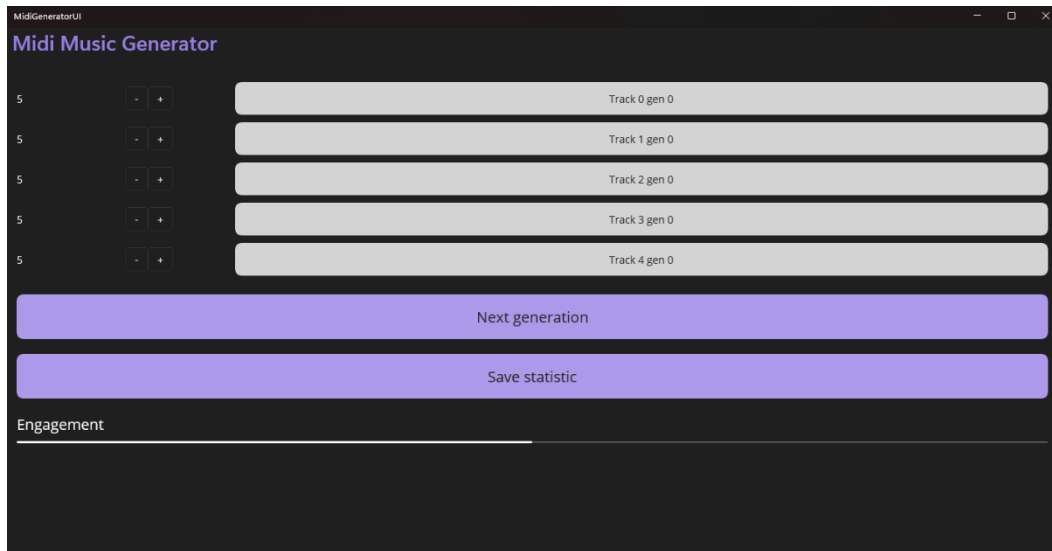 MidiGeneratorUI
Midi Music Generator
5 - + Track 0 gen 0
5 - + Track 1 gen 0
5 - + Track 2 gen 0
5 - + Track 3 gen 0
5 - + Track 4 gen 0
Next generation
Save statistic
Engagement